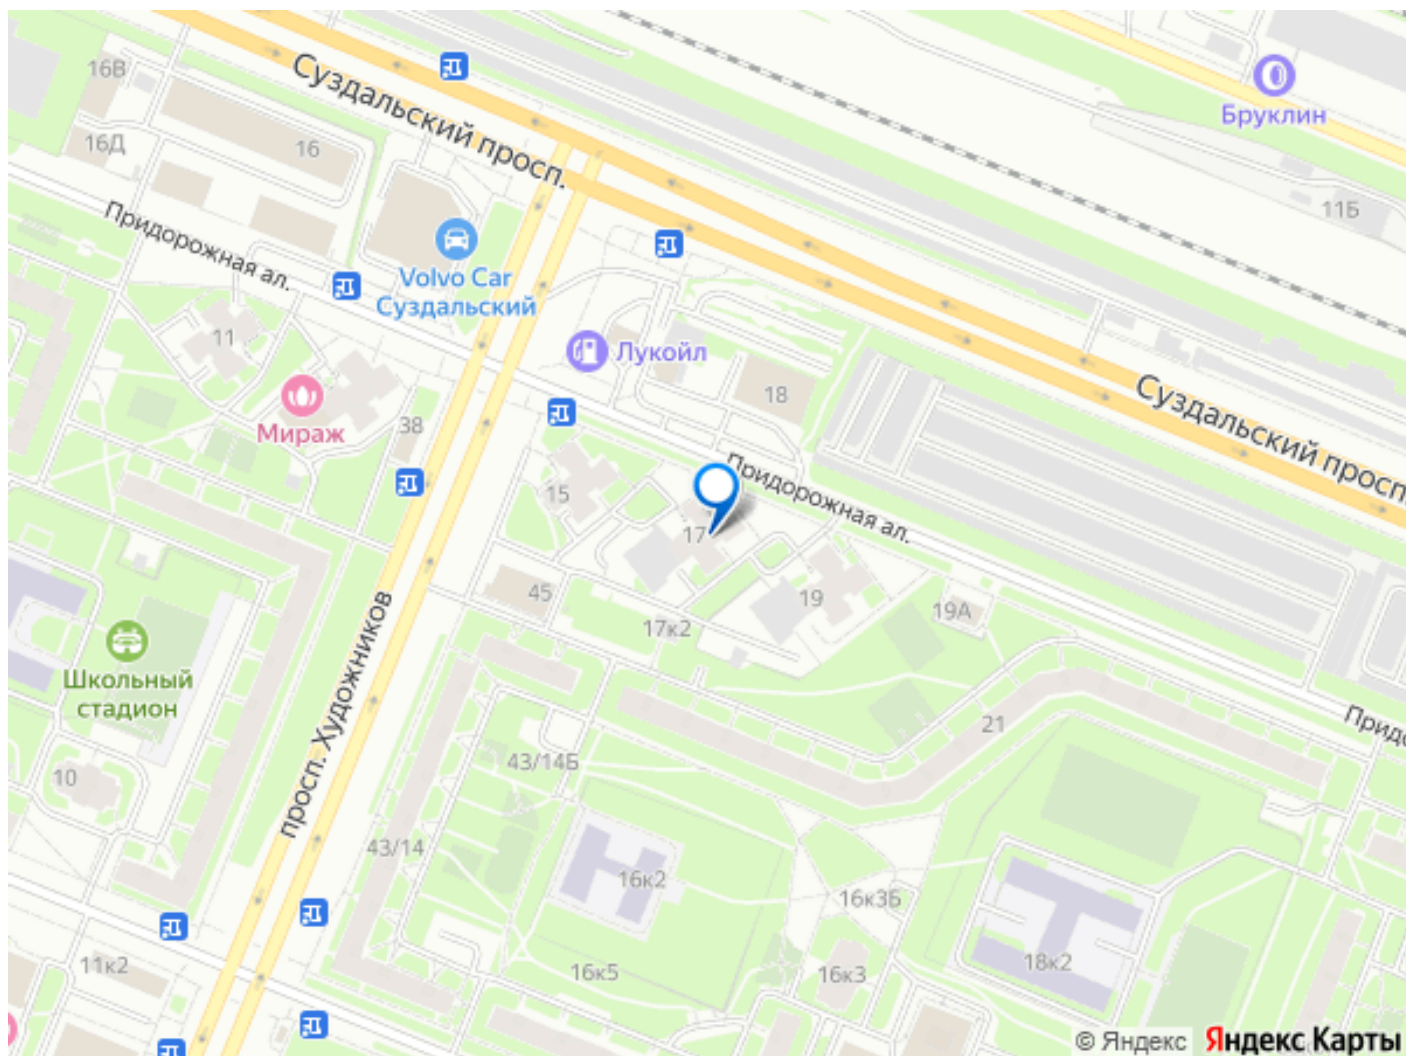 16В
Суздальский просп.
Бруклин
16Д
16
11Б
Придорожная ал.
Volvo Car
Суздальский
11
Лукойл
18
Суздальский просп.
Мираж
38
Придорожная ал.
15
17
45
19
19А
17к2
просп. Художников
Школьный
стадион
21
Придо
10
43/14Б
43/14
16к2
16к3Б
11к2
16к5
16к3
18к2
© Яндекс
Яндекс Карты